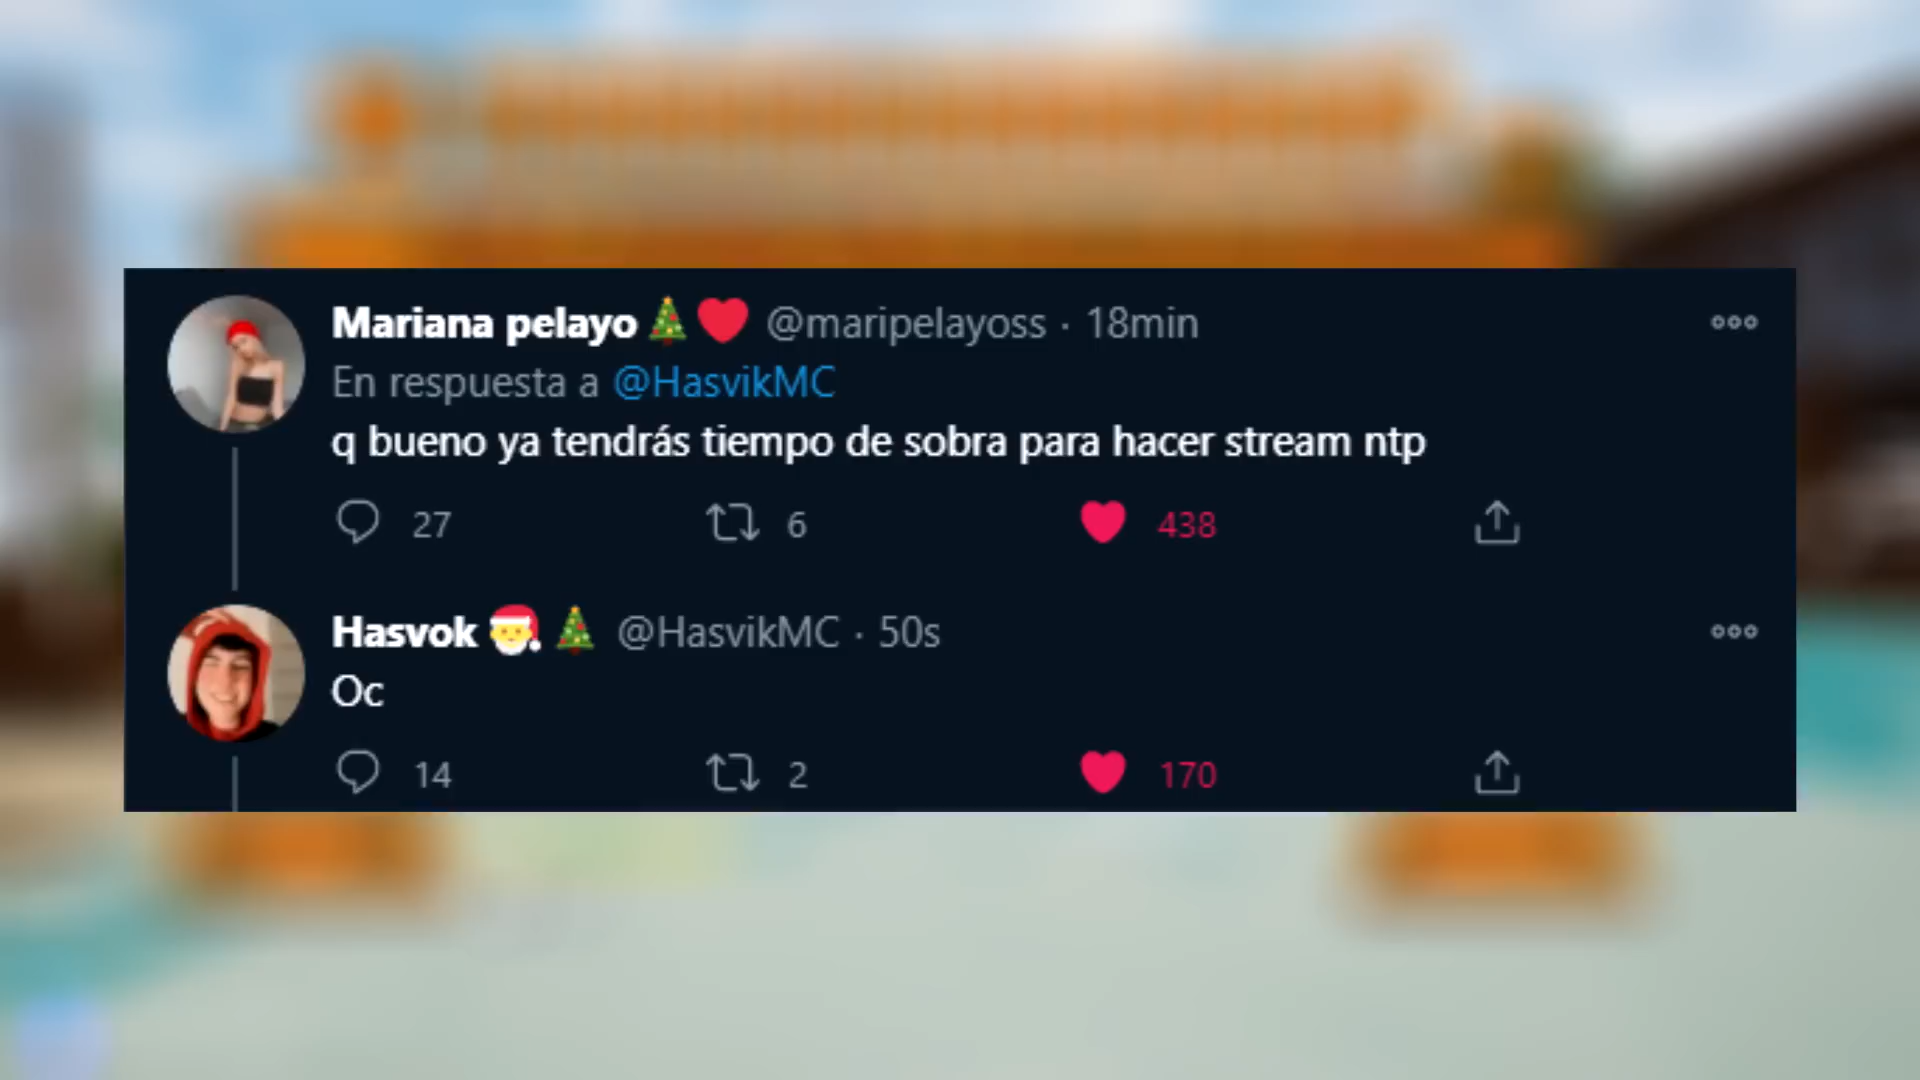 Mariana pelayo🎄❤️ @maripelayoss · 18min
En respuesta a @HasvikMC
q bueno ya tendrás tiempo de sobra para hacer stream ntp
27 6 438
Hasvok 🎅🎄 @HasvikMC · 50s
Oc
14 2 170